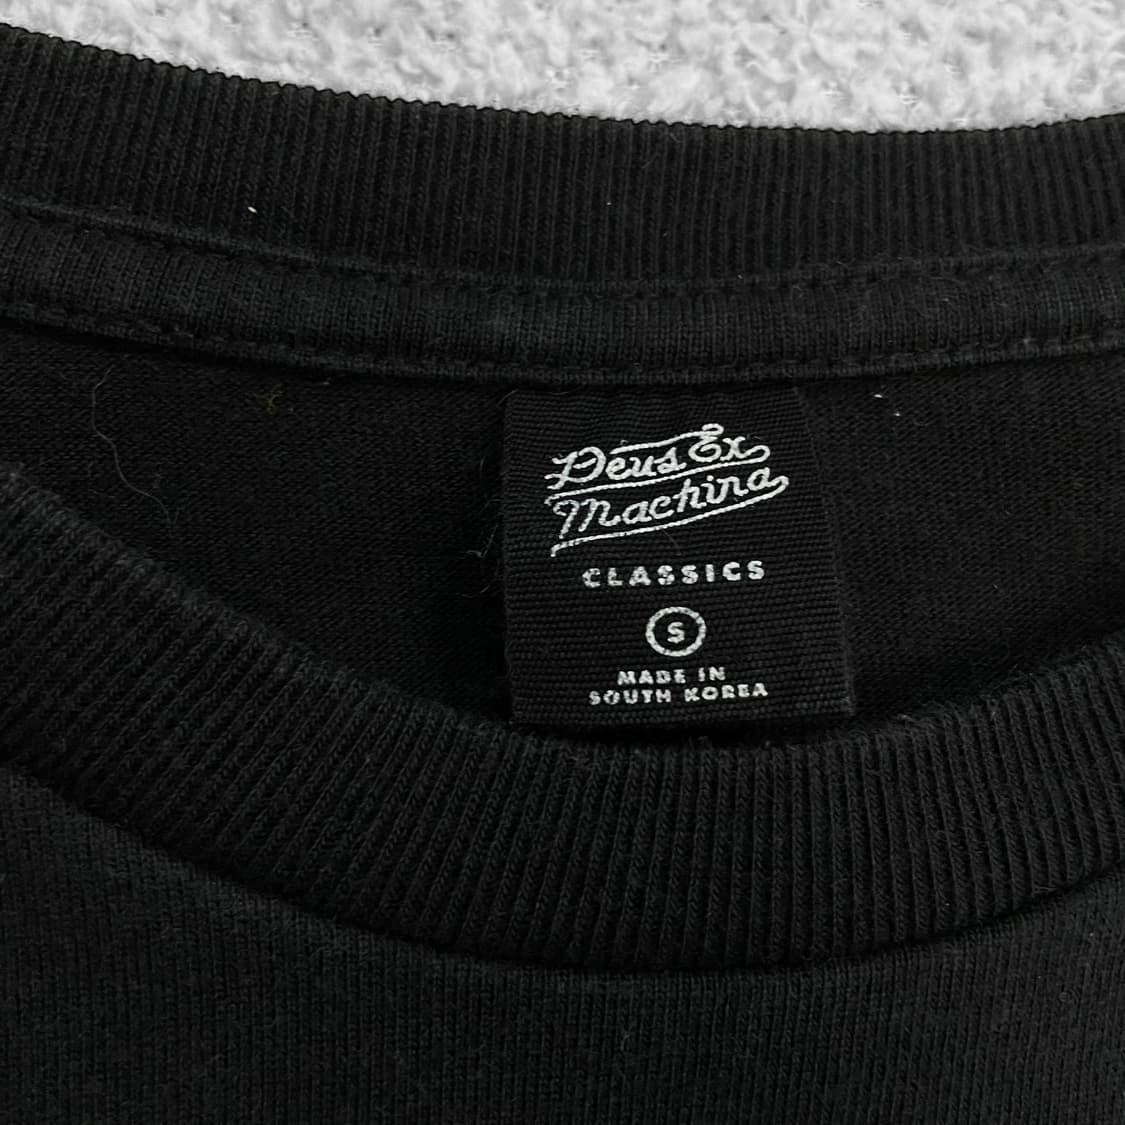 Deus Ex
Machina
CLASSICS
S
MADE IN
SOUTH KOREA